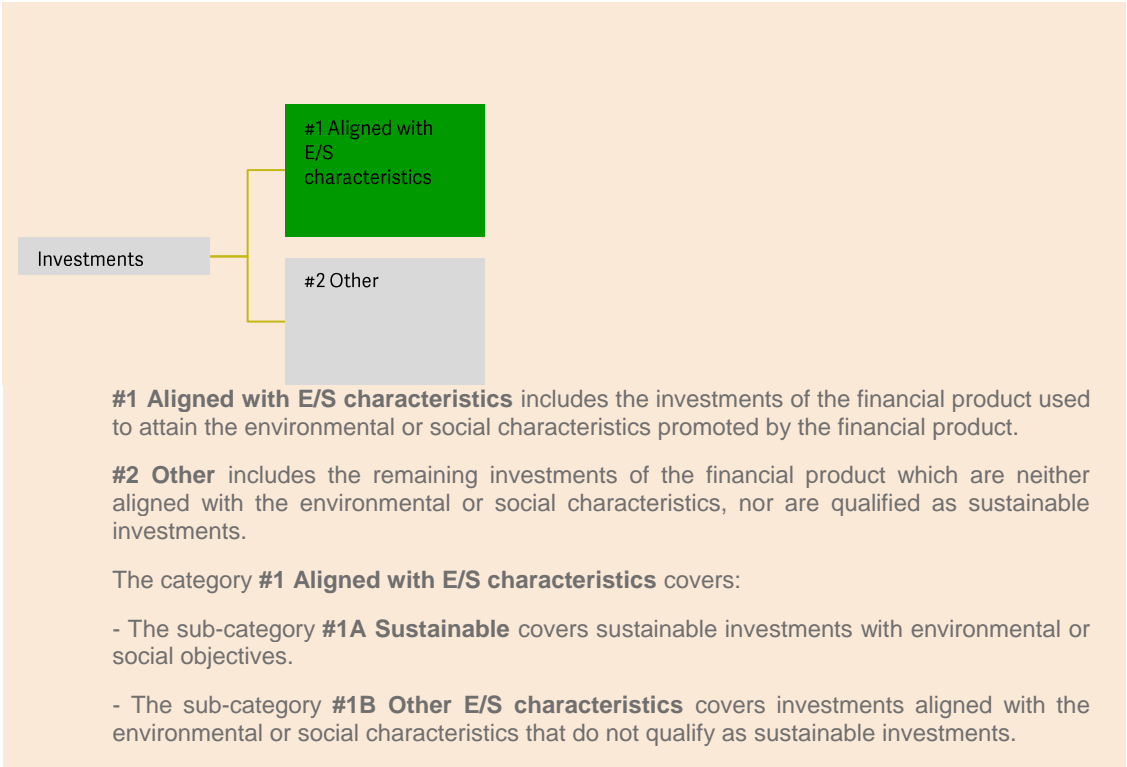 #1 Aligned with
E/S
characteristics
Investments
#2 Other
#1 Aligned with E/S characteristics includes the investments of the financial product used
to attain the environmental or social characteristics promoted by the financial product.
#2 Other includes the remaining investments of the financial product which are neither
aligned with the environmental or social characteristics, nor are qualified as sustainable
investments.
The category #1 Aligned with E/S characteristics covers:
- The sub-category #1A Sustainable covers sustainable investments with environmental or
social objectives.
- The sub-category #1B Other E/S characteristics covers investments aligned with the
environmental or social characteristics that do not qualify as sustainable investments.